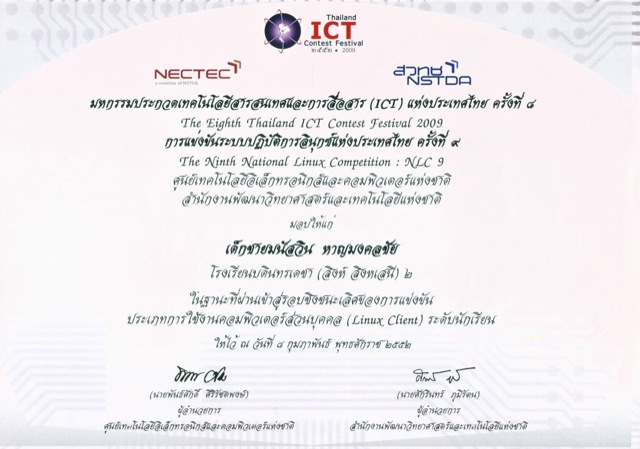 Thailand
ICT
Contest Festival
๒๕๕๒ • 2009
NECTEC
a member of NSTDA
สวทช
NSTDA
มหกรรมประกวดเทคโนโลยีสารสนเทศและการสื่อสาร (ICT) แห่งประเทศไทย ครั้งที่ ๘
The Eighth Thailand ICT Contest Festival 2009
การแข่งขันระบบปฏิบัติการลินุกซ์แห่งประเทศไทย ครั้งที่ ๙
The Ninth National Linux Competition : NLC 9
ศูนย์เทคโนโลยีอิเล็กทรอนิกส์และคอมพิวเตอร์แห่งชาติ
สำนักงานพัฒนาวิทยาศาสตร์และเทคโนโลยีแห่งชาติ
มอบให้แก่
เด็กชายมนัสวิน หาญมงคลชัย
โรงเรียนบดินทรเดชา (สิงห์ สิงหเสนี) ๒
ในฐานะที่ผ่านเข้าสู่รอบชิงชนะเลิศของการแข่งขัน
ประเภทการใช้งานคอมพิวเตอร์ส่วนบุคคล (Linux Client) ระดับนักเรียน
ให้ไว้ ณ วันที่ ๘ กุมภาพันธ์ พุทธศักราช ๒๕๕๒
(นายพันธ์ศักดิ์ ศิริรัชตพงษ์) (นายศักรินทร์ ภูมิรัตน)
ผู้อำนวยการ ผู้อำนวยการ
ศูนย์เทคโนโลยีอิเล็กทรอนิกส์และคอมพิวเตอร์แห่งชาติ สำนักงานพัฒนาวิทยาศาสตร์และเทคโนโลยีแห่งชาติ